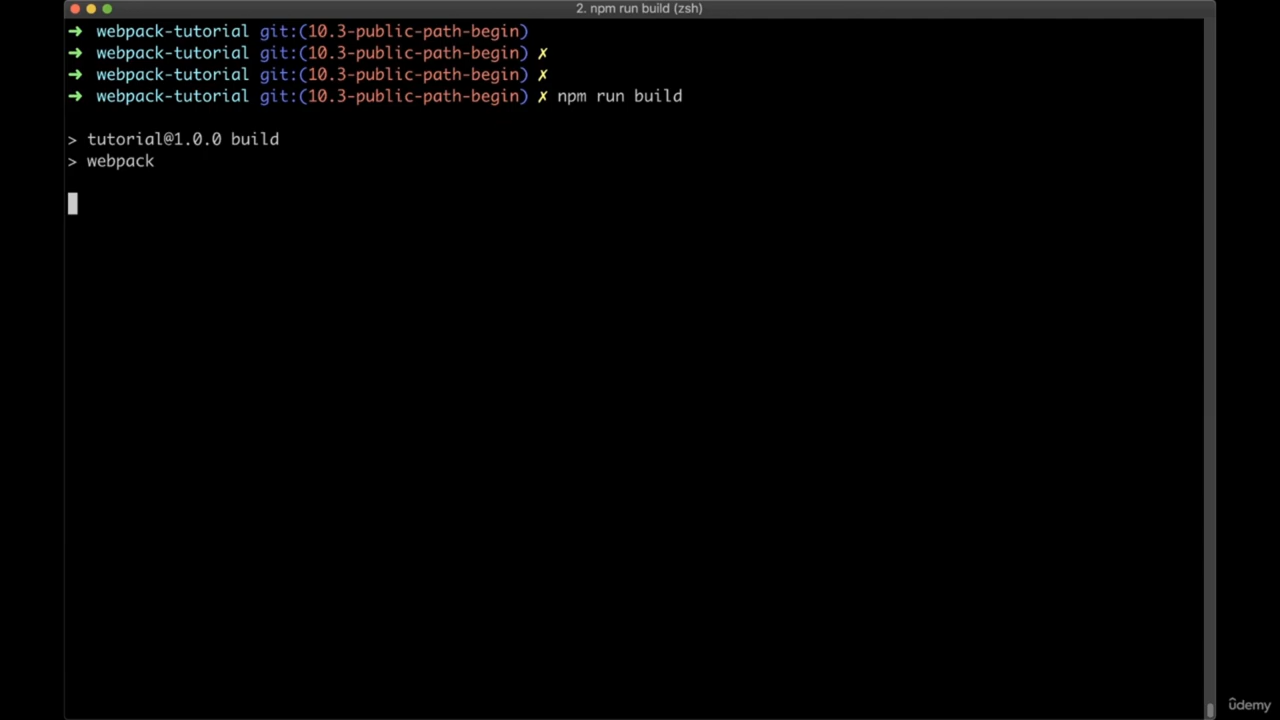 2. npm run build (zsh)
➜ webpack-tutorial git:(10.3-public-path-begin)
➜ webpack-tutorial git:(10.3-public-path-begin) ✗
➜ webpack-tutorial git:(10.3-public-path-begin) ✗
➜ webpack-tutorial git:(10.3-public-path-begin) ✗ npm run build
> tutorial@1.0.0 build
> webpack
ûdemy